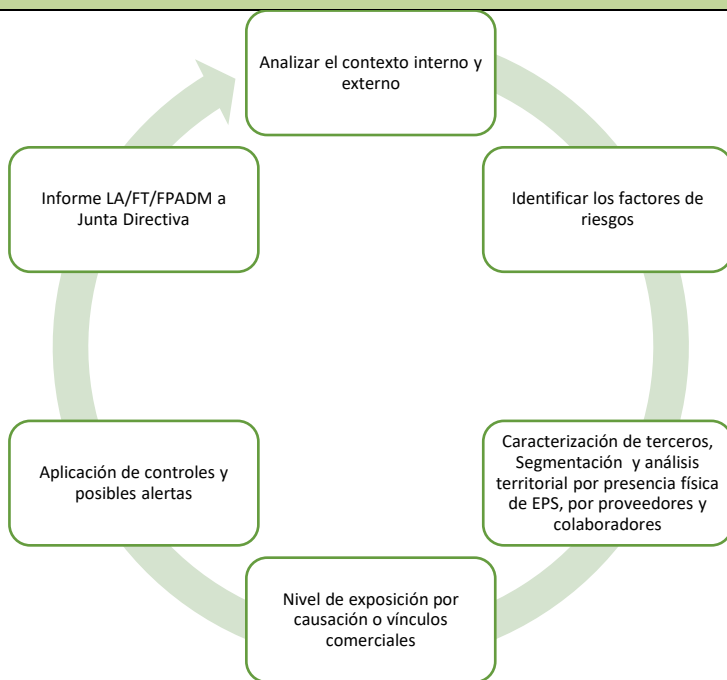 Analizar el contexto interno y
externo
Identificar los factores de
riesgos
Caracterización de terceros,
Segmentación y análisis
territorial por presencia física
de EPS, por proveedores y
colaboradores
Nivel de exposición por
causación o vínculos
comerciales
Aplicación de controles y
posibles alertas
Informe LA/FT/FPADM a
Junta Directiva